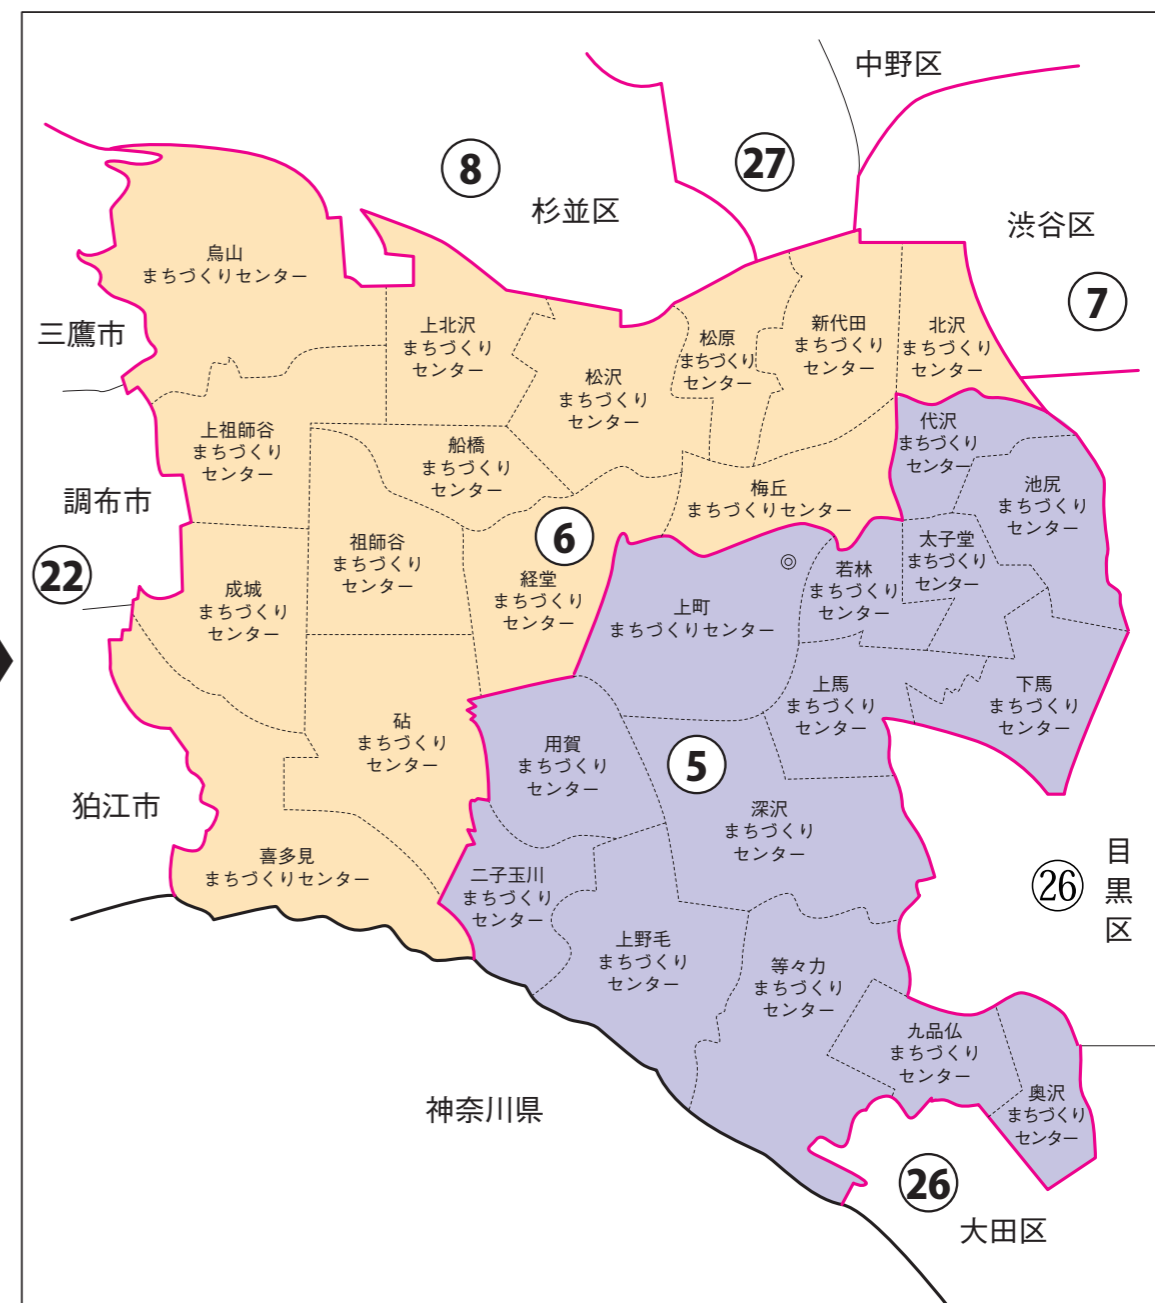 中野区
8
27
杉並区
渋谷区
7
烏山
まちづくりセンター
三鷹市
上北沢
まちづくり
センター
松沢
まちづくり
センター
松原
まちづくり
センター
新代田
まちづくり
センター
北沢
まちづくり
センター
上祖師谷
まちづくり
センター
船橋
まちづくり
センター
代沢
まちづくり
センター
調布市
梅丘
まちづくりセンター
池尻
まちづくり
センター
22
成城
まちづくり
センター
祖師谷
まちづくり
センター
6
経堂
まちづくり
センター
◎
上町
まちづくりセンター
若林
まちづくり
センター
太子堂
まちづくり
センター
砧
まちづくり
センター
上馬
まちづくり
センター
下馬
まちづくり
センター
用賀
まちづくり
センター
5
狛江市
深沢
まちづくり
センター
喜多見
まちづくりセンター
二子玉川
まちづくり
センター
26
目
黒
区
上野毛
まちづくり
センター
等々力
まちづくり
センター
九品仏
まちづくり
センター
奥沢
まちづくり
センター
神奈川県
26
大田区